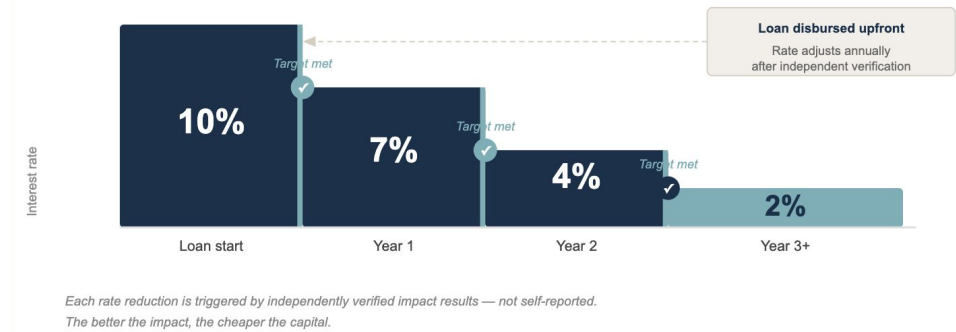 Loan disbursed upfront
Rate adjusts annually
after independent verification
Target met
✓
10%
Target met
✓
7%
Target met
✓
4%
2%
Interest rate
Loan start
Year 1
Year 2
Year 3+
Each rate reduction is triggered by independently verified impact results — not self-reported.
The better the impact, the cheaper the capital.